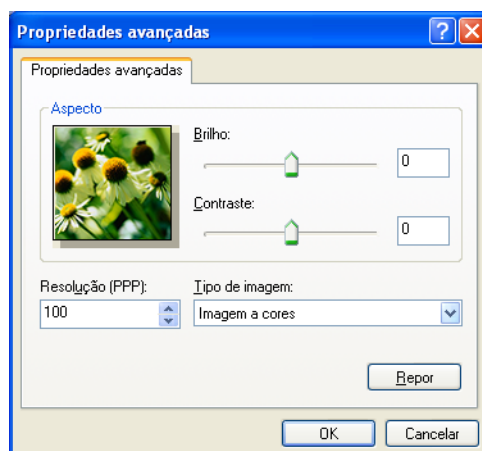 Propriedades avançadas
Propriedades avançadas
Aspecto
Brilho:
0
Contraste:
0
Resolução (PPP): Tipo de imagem:
100 Imagem a cores
Repor
OK Cancelar